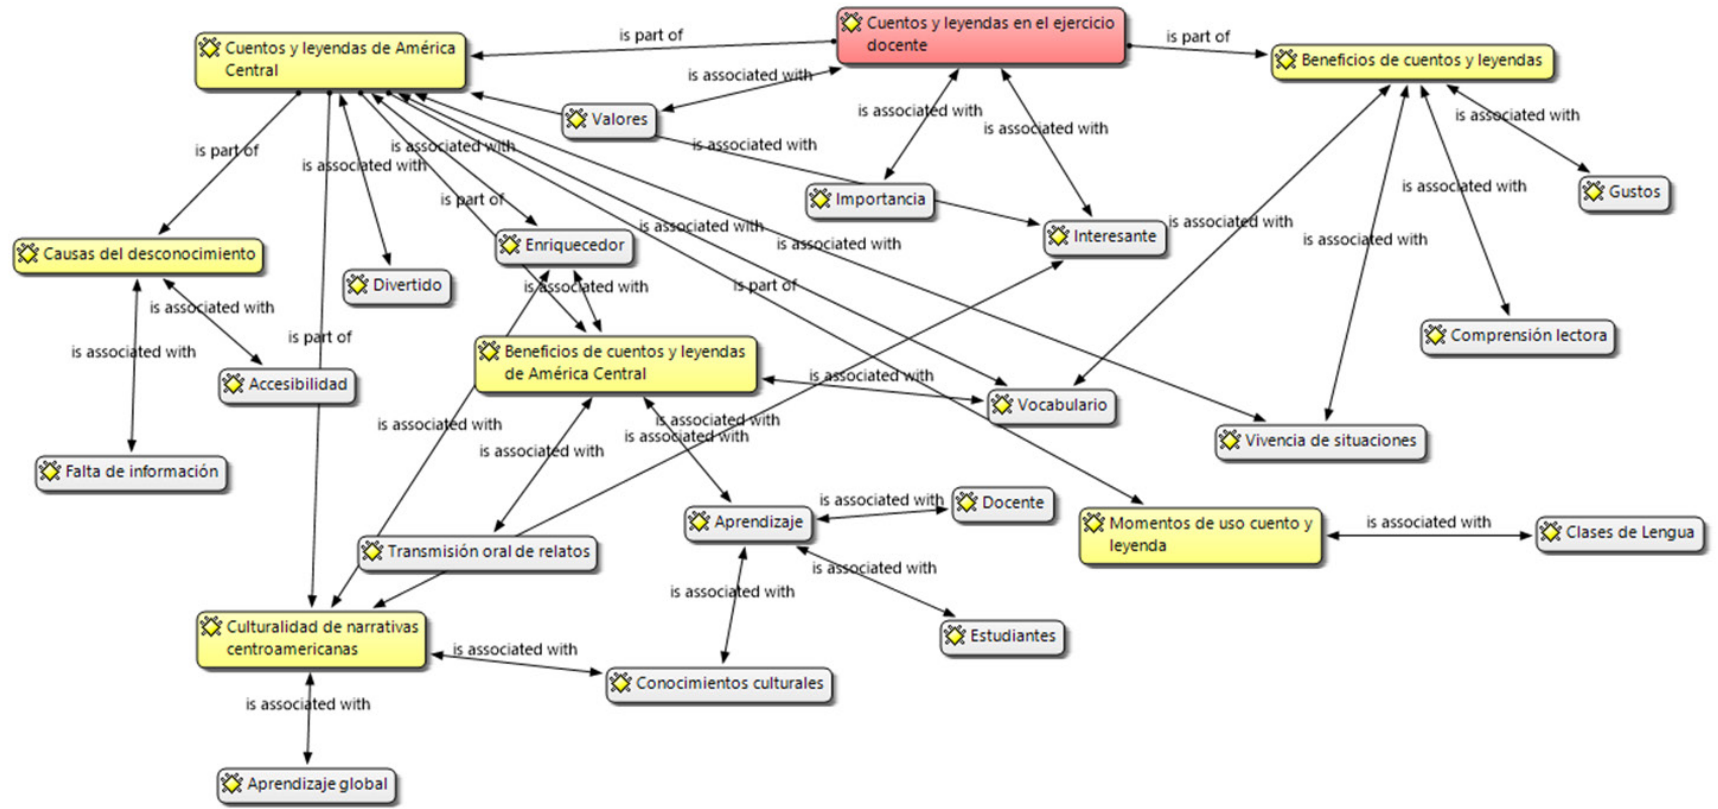 Cuentos y leyendas en el ejercicio
docente
is part of
is part of
Cuentos y leyendas de América
Central
Beneficios de cuentos y leyendas
is associated with
is associated with
is associated with
is associated with
Valores
is part of
is associated with
is associated with
is associated with
is associated with
Gustos
Importancia
is part of
is associated with
is associated with
is associated with
is associated with
Interesante
Enriquecedor
Causas del desconocimiento
Divertido
is associated with
is part of
is associated with
is part of
Comprensión lectora
is associated with
Beneficios de cuentos y leyendas
de América Central
Accesibilidad
is associated with
Vocabulario
is associated with
is associated with
is associated with
is associated with
Vivencia de situaciones
Falta de información
Aprendizaje
is associated with
Docente
Momentos de uso cuento y
leyenda
is associated with
Clases de Lengua
Transmisión oral de relatos
is associated with
is associated with
Culturalidad de narrativas
centroamericanas
Estudiantes
is associated with
Conocimientos culturales
is associated with
Aprendizaje global